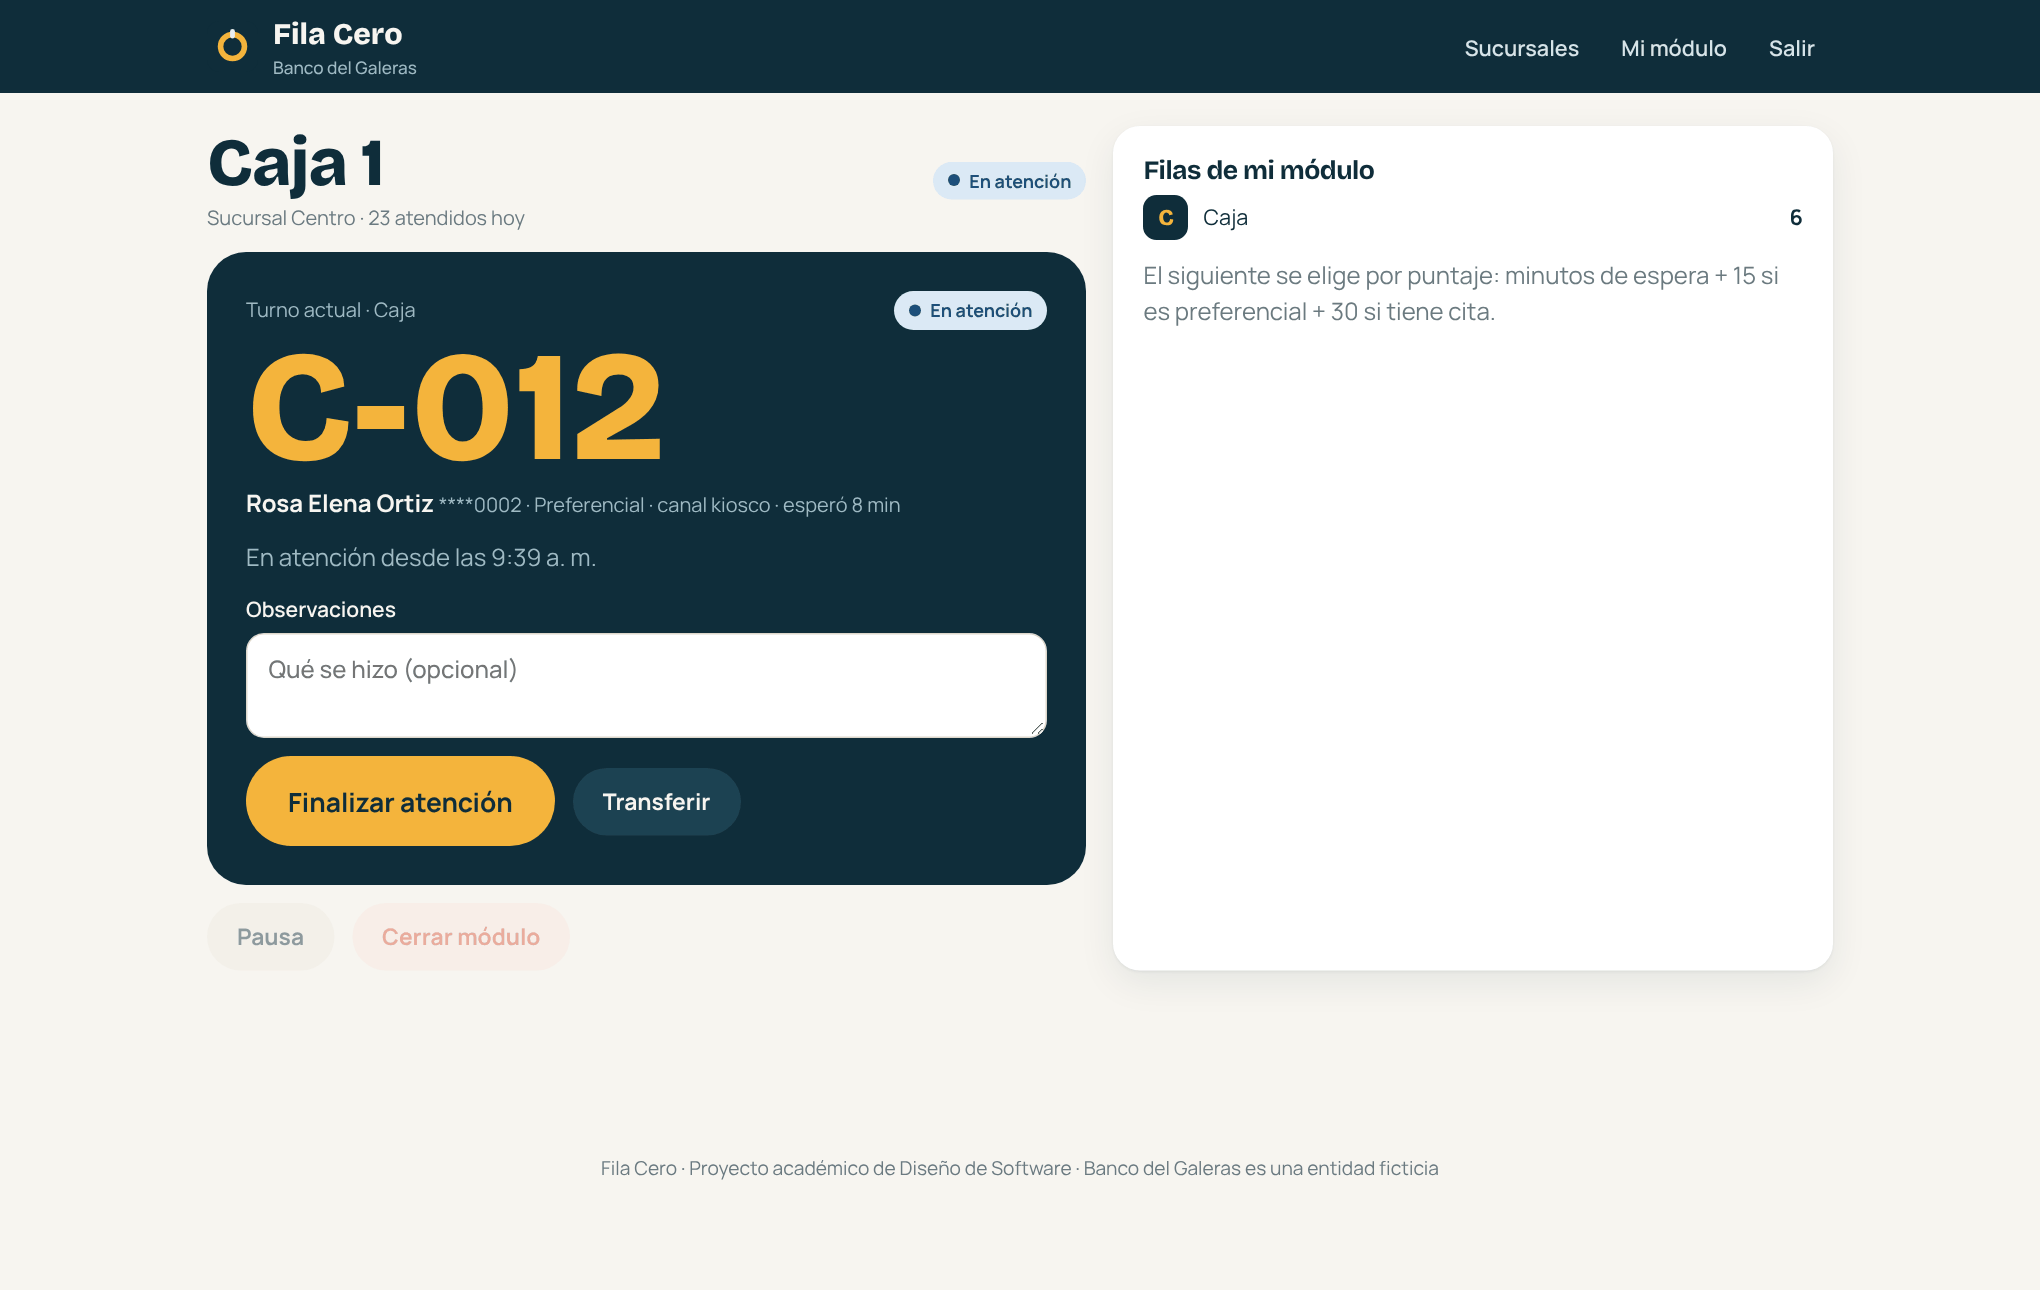 Fila Cero
Banco del Galeras
Sucursales
Mi módulo
Salir
Caja 1
En atención
Sucursal Centro · 23 atendidos hoy
Turno actual · Caja
En atención
C-012
Rosa Elena Ortiz ****0002 · Preferencial · canal kiosco · esperó 8 min
En atención desde las 9:39 a. m.
Observaciones
Qué se hizo (opcional)
Finalizar atención
Transferir
Pausa
Cerrar módulo
Filas de mi módulo
C
Caja
6
El siguiente se elige por puntaje: minutos de espera + 15 si
es preferencial + 30 si tiene cita.
Fila Cero · Proyecto académico de Diseño de Software · Banco del Galeras es una entidad ficticia